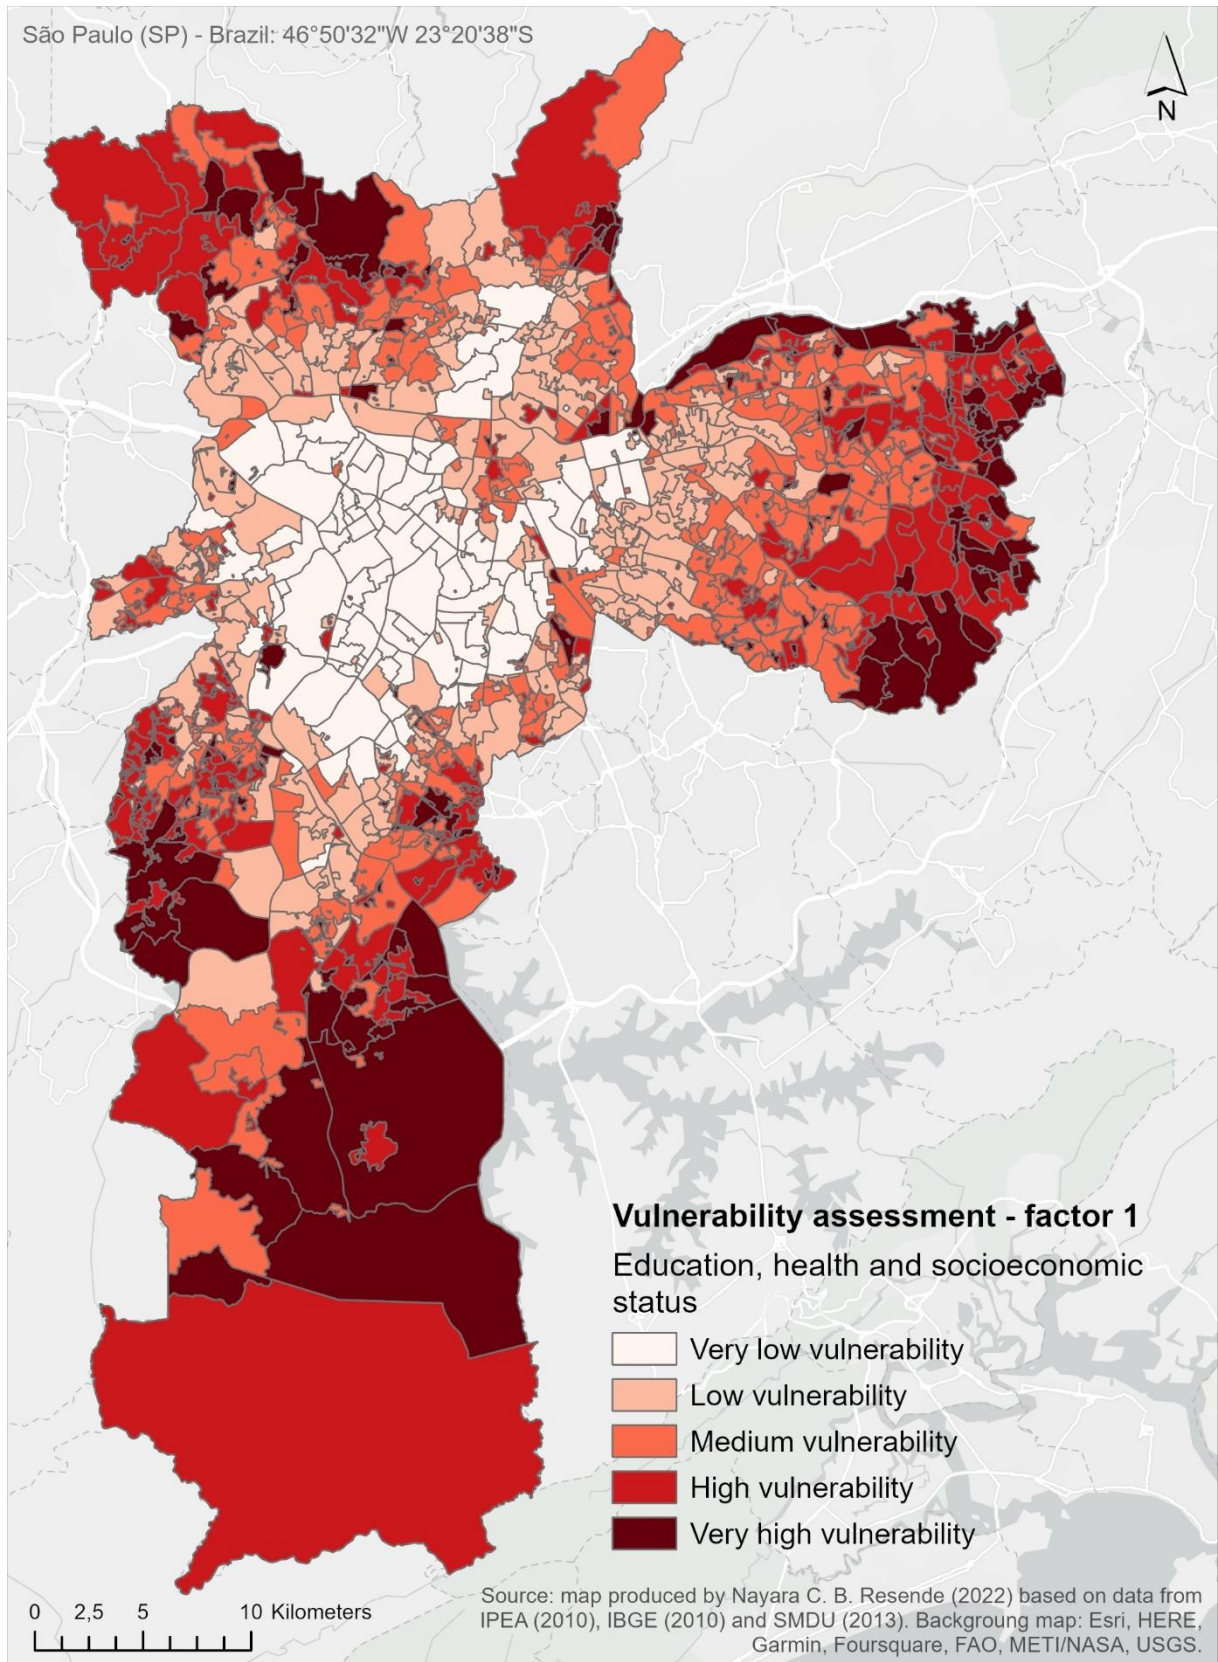 São Paulo (SP) - Brazil: 46°50'32"W 23°20'38"S
N
Vulnerability assessment - factor 1
Education, health and socioeconomic
status
Very low vulnerability
Low vulnerability
Medium vulnerability
High vulnerability
Very high vulnerability
0 2,5 5 10 Kilometers
Source: map produced by Nayara C. B. Resende (2022) based on data from
IPEA (2010), IBGE (2010) and SMDU (2013). Backgroung map: Esri, HERE,
Garmin, Foursquare, FAO, METI/NASA, USGS.